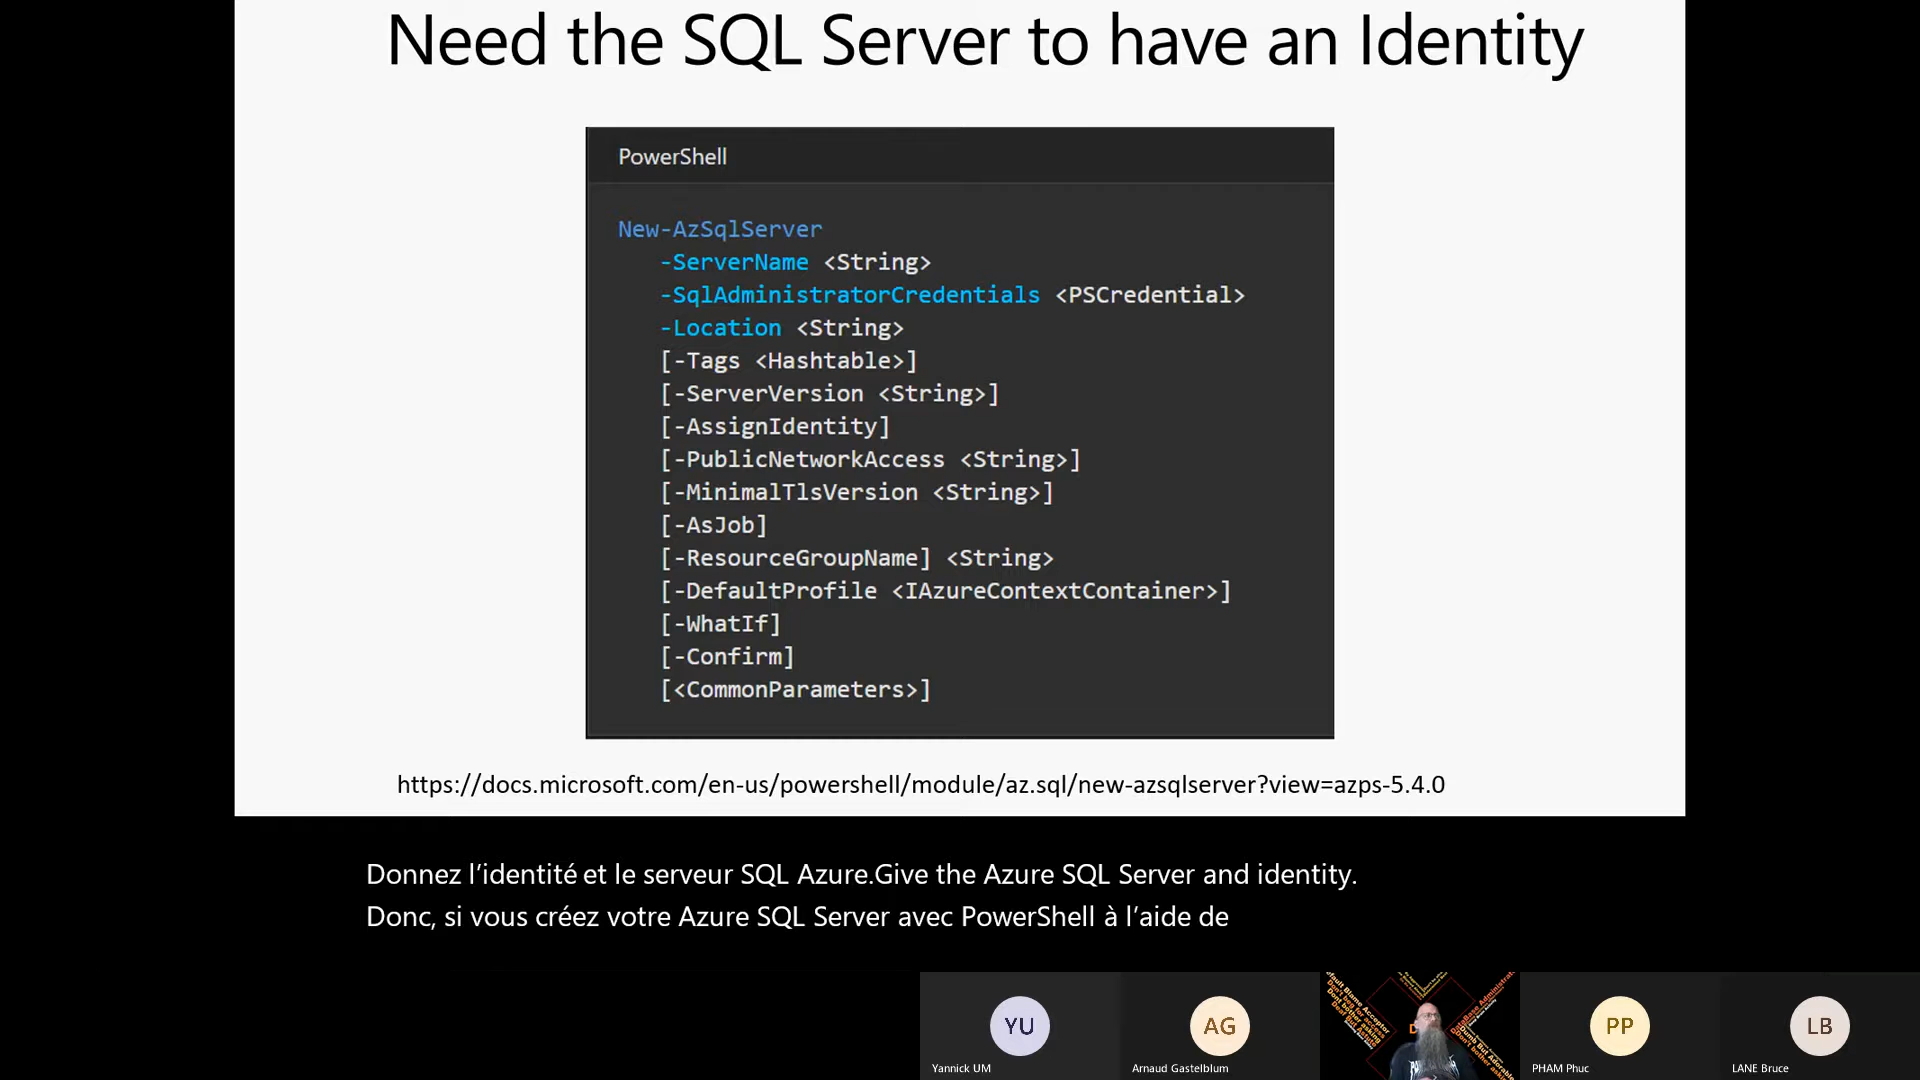 Need the SQL Server to have an Identity
PowerShell
New-AzSqlServer
-ServerName <String>
-SqlAdministratorCredentials <PSCredential>
-Location <String>
[-Tags <Hashtable>]
[-ServerVersion <String>]
[-AssignIdentity]
[-PublicNetworkAccess <String>]
[-MinimalTlsVersion <String>]
[-AsJob]
[-ResourceGroupName] <String>
[-DefaultProfile <IAzureContextContainer>]
[-WhatIf]
[-Confirm]
[<CommonParameters>]
https://docs.microsoft.com/en-us/powershell/module/az.sql/new-azsqlserver?view=azps-5.4.0
Donnez l’identité et le serveur SQL Azure.Give the Azure SQL Server and identity.
Donc, si vous créez votre Azure SQL Server avec PowerShell à l’aide de
YU
AG
PP
LB
Yannick UM
Arnaud Gastelblum
PHAM Phuc
LANE Bruce